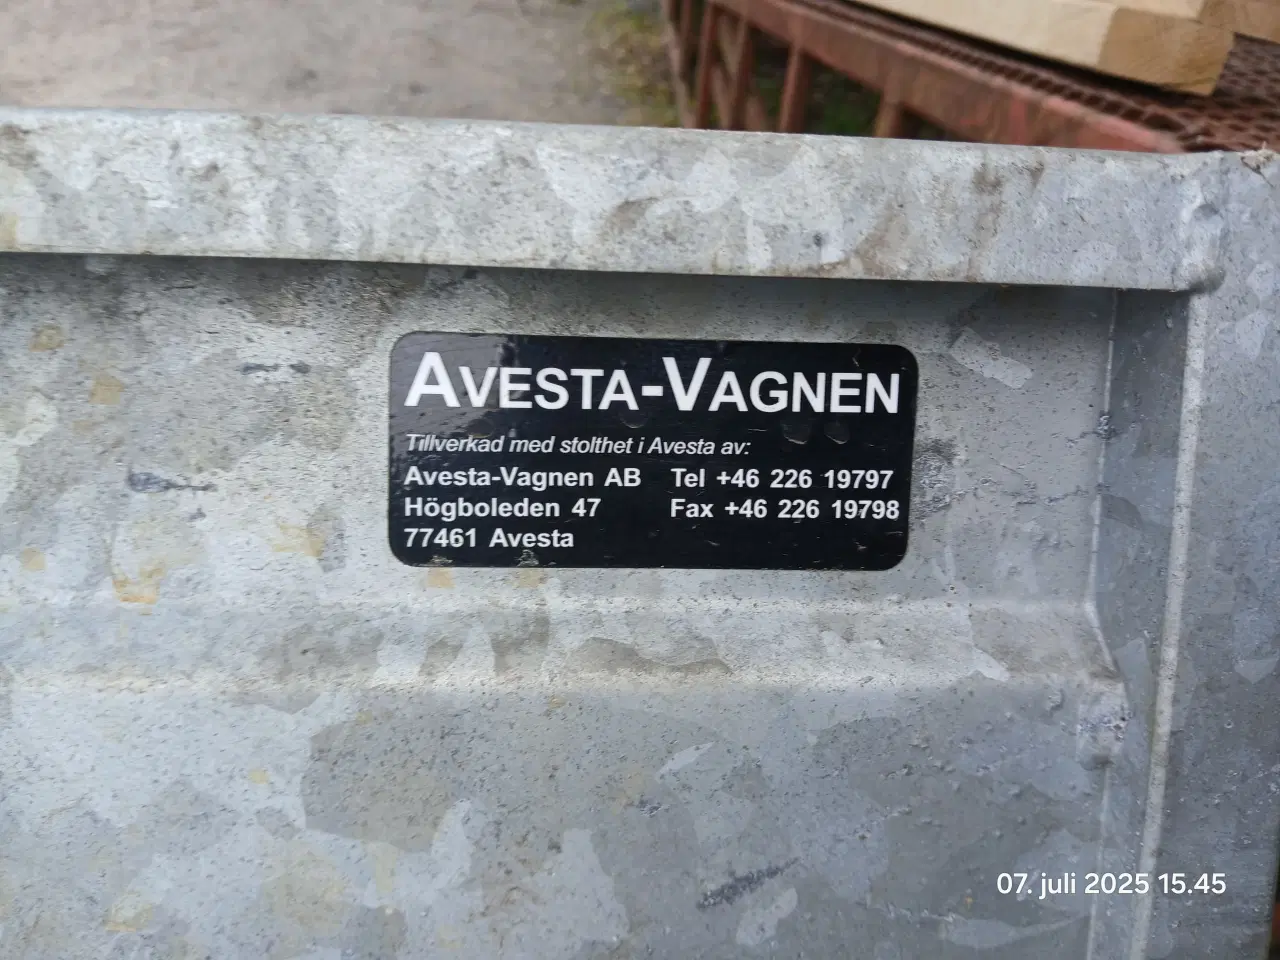 AVESTA-VAGNEN
Tillverkad med stolthet i Avesta av:
Avesta-Vagnen AB Tel +46 226 19797
Högboleden 47 Fax +46 226 19798
77461 Avesta
07. juli 2025 15.45